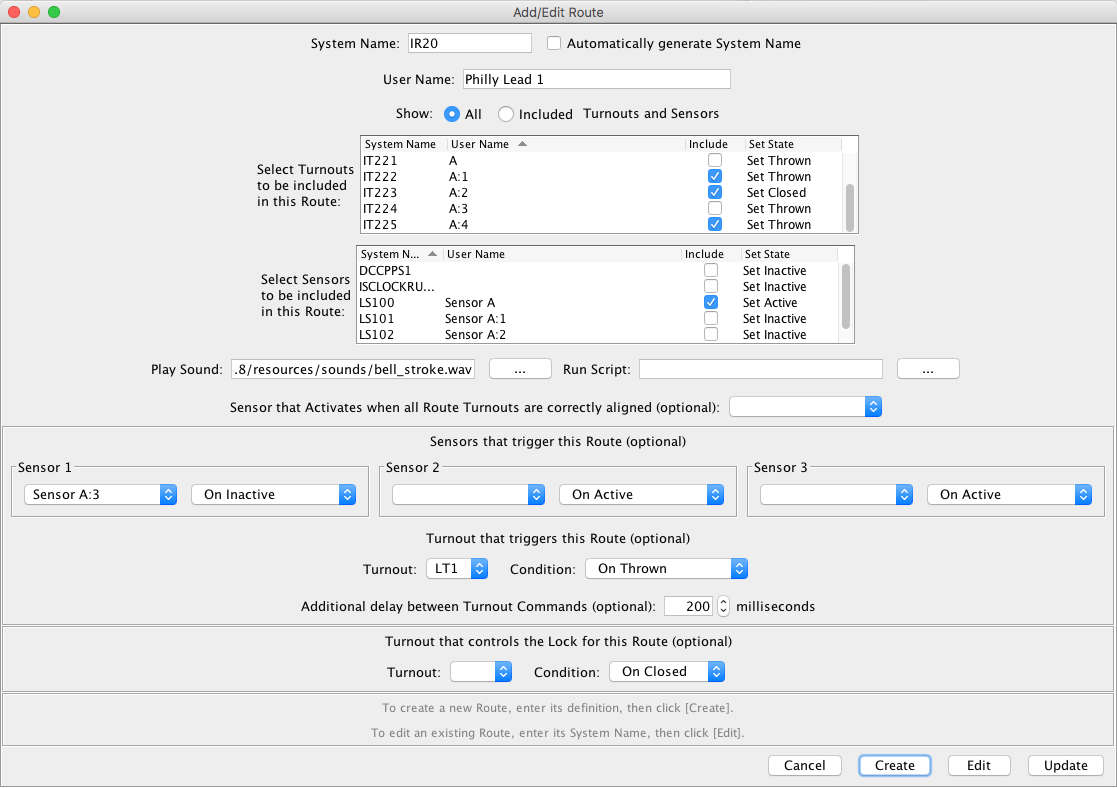 Add/Edit Route
System Name: IR20 Automatically generate System Name
User Name: Philly Lead 1
Show: All Included Turnouts and Sensors
Select Turnouts
to be included
in this Route:
System Name User Name Include Set State
IT221 A Set Thrown
IT222 A:1 Set Thrown
IT223 A:2 Set Closed
IT224 A:3 Set Thrown
IT225 A:4 Set Thrown
Select Sensors
to be included
in this Route:
System N... User Name Include Set State
DCCPPS1 Set Inactive
ISCLOCKRU... Set Inactive
LS100 Sensor A Set Active
LS101 Sensor A:1 Set Inactive
LS102 Sensor A:2 Set Inactive
Play Sound: .8/resources/sounds/bell_stroke.wav ... Run Script: ...
Sensor that Activates when all Route Turnouts are correctly aligned (optional):
Sensors that trigger this Route (optional)
Sensor 1 Sensor 2 Sensor 3
Sensor A:3 On Inactive On Active On Active
Turnout that triggers this Route (optional)
Turnout: LT1 Condition: On Thrown
Additional delay between Turnout Commands (optional): 200 milliseconds
Turnout that controls the Lock for this Route (optional)
Turnout: Condition: On Closed
To create a new Route, enter its definition, then click [Create].
To edit an existing Route, enter its System Name, then click [Edit].
Cancel Create Edit Update